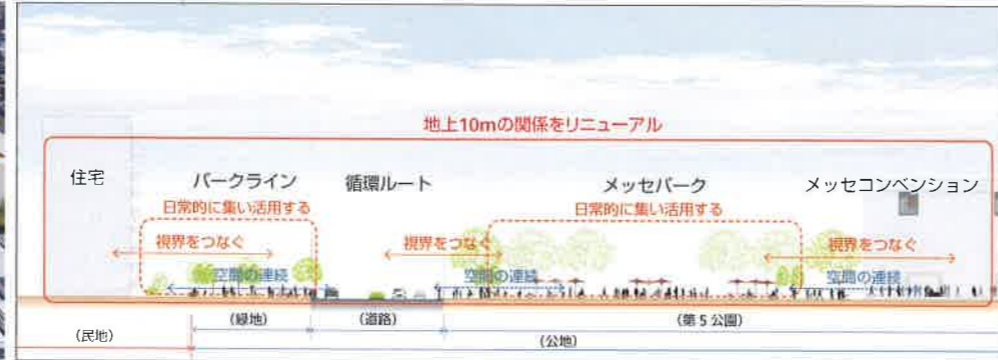 地上10mの関係をリニューアル
住宅
パークライン
循環ルート
メッセパーク
メッセコンベンション
日常的に集い活用する
日常的に集い活用する
視界をつなぐ
視界をつなぐ
視界をつなぐ
空間の連続
空間の連続
空間の連続
(緑地)
(道路)
(第5公園)
(民地)
(公地)